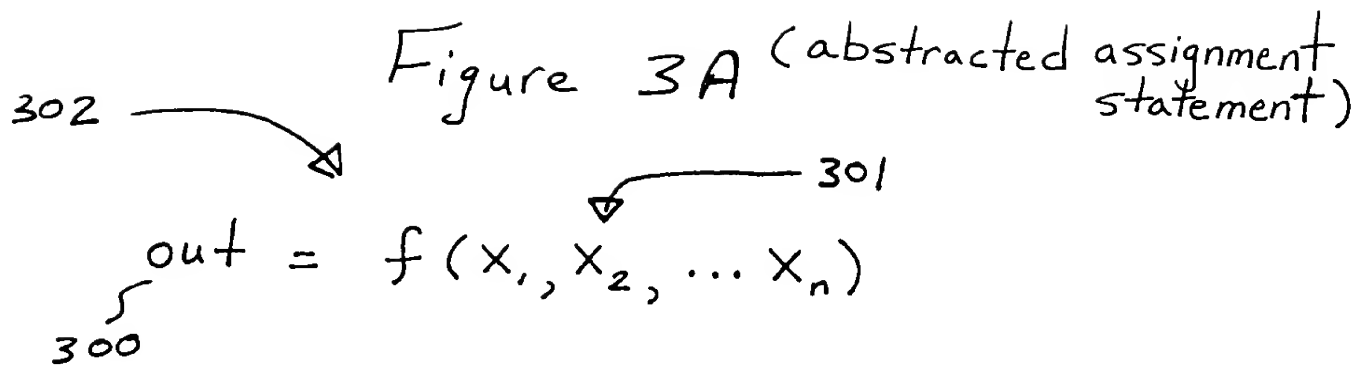 Figure 3A (abstracted assignment
statement)
302
301
out = f(x₁, x₂, ... xₙ)
300